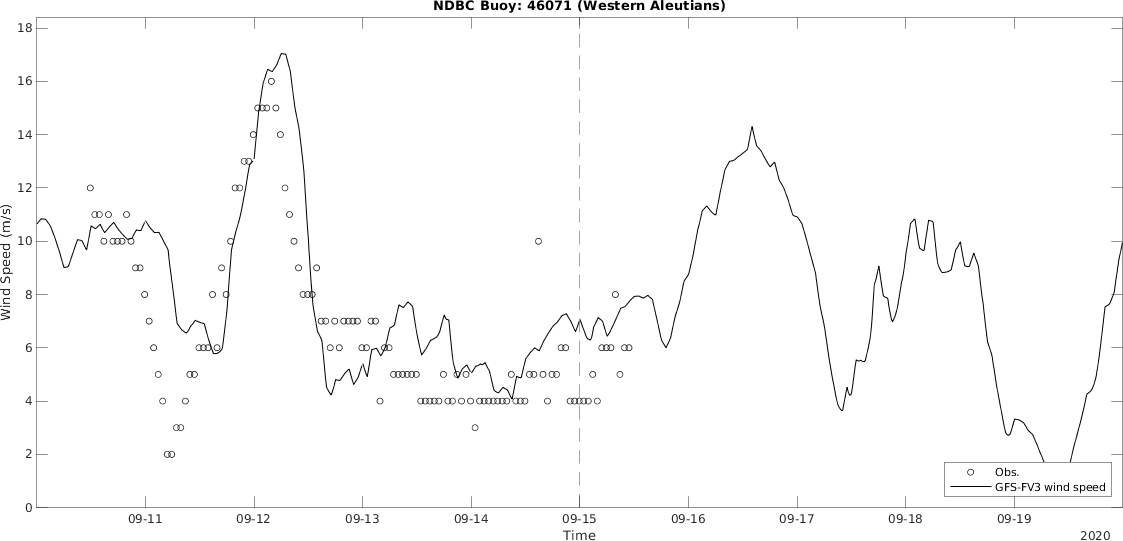 NDBC Buoy: 46071 (Western Aleutians)
18
16
14
12
10
8
6
4
2
0
Wind Speed (m/s)
09-11 09-12 09-13 09-14 09-15 09-16 09-17 09-18 09-19
Time
2020
Obs.
GFS-FV3 wind speed